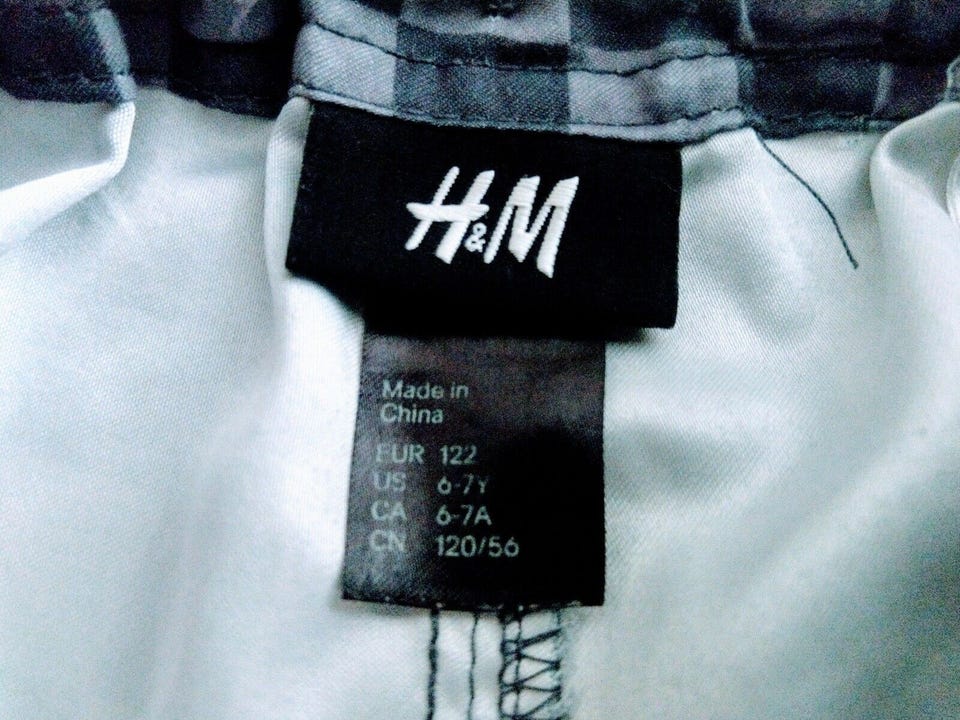 H&M
Made in
China
EUR 122
US 6-7Y
CA 6-7A
CN 120/56